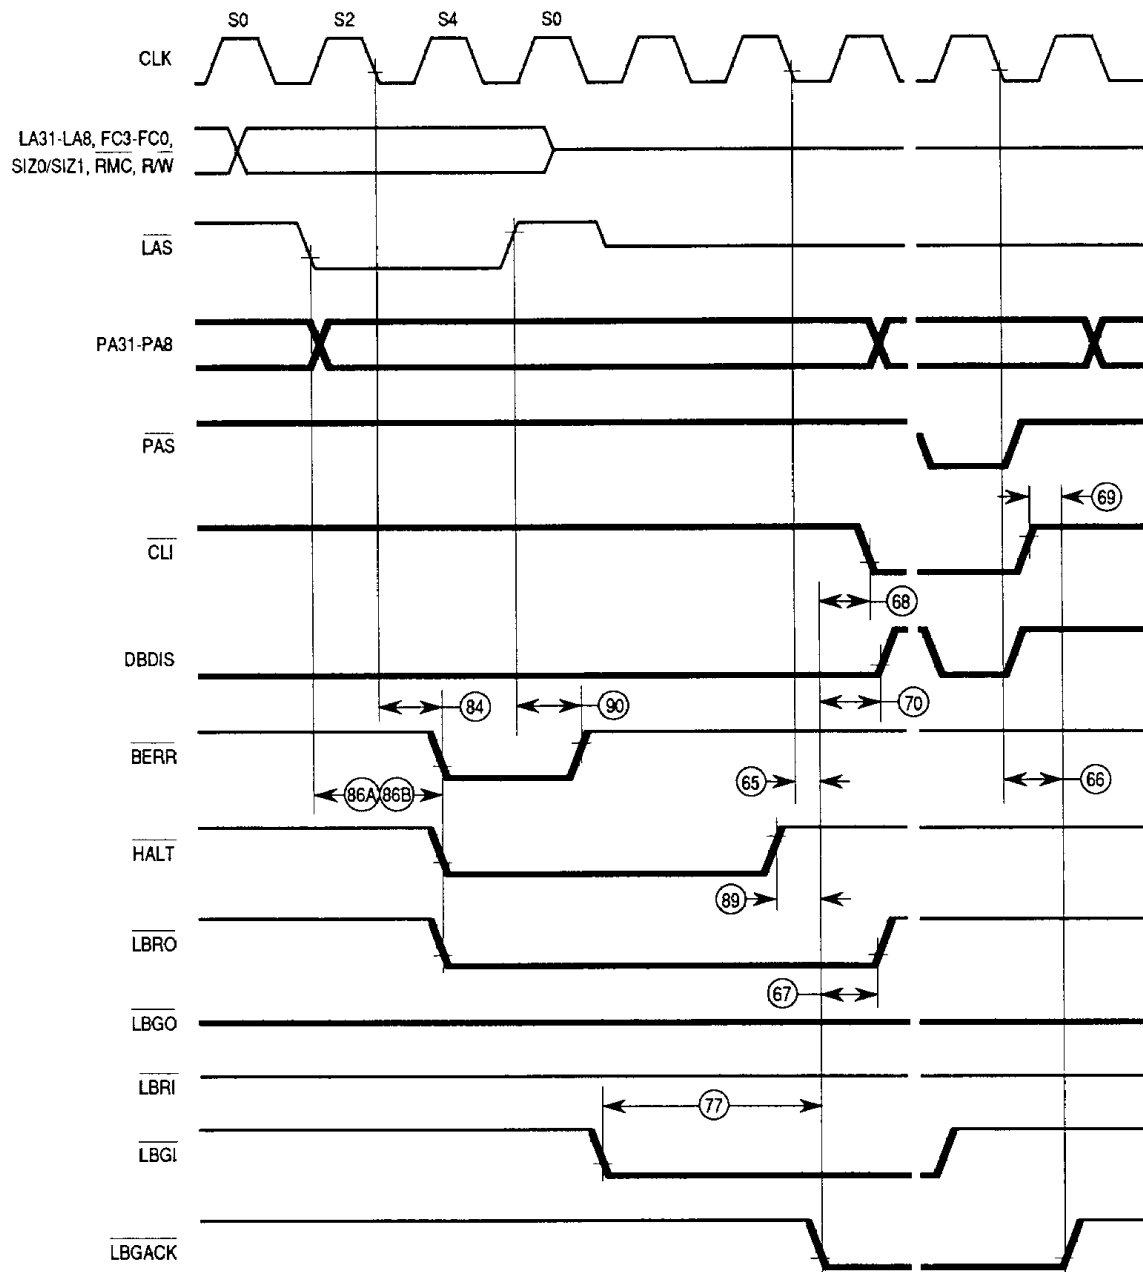 S0 S2 S4 S0
CLK
LA31-LA8, FC3-FC0,
SIZ0/SIZ1, RMC, R/W
LAS
PA31-PA8
PAS
69
CLI
68
DBDIS
84 90 70
BERR
86A 86B 65 66
HALT
89
LBRO
67
LBGO
LBRI
77
LBGI
LBGACK